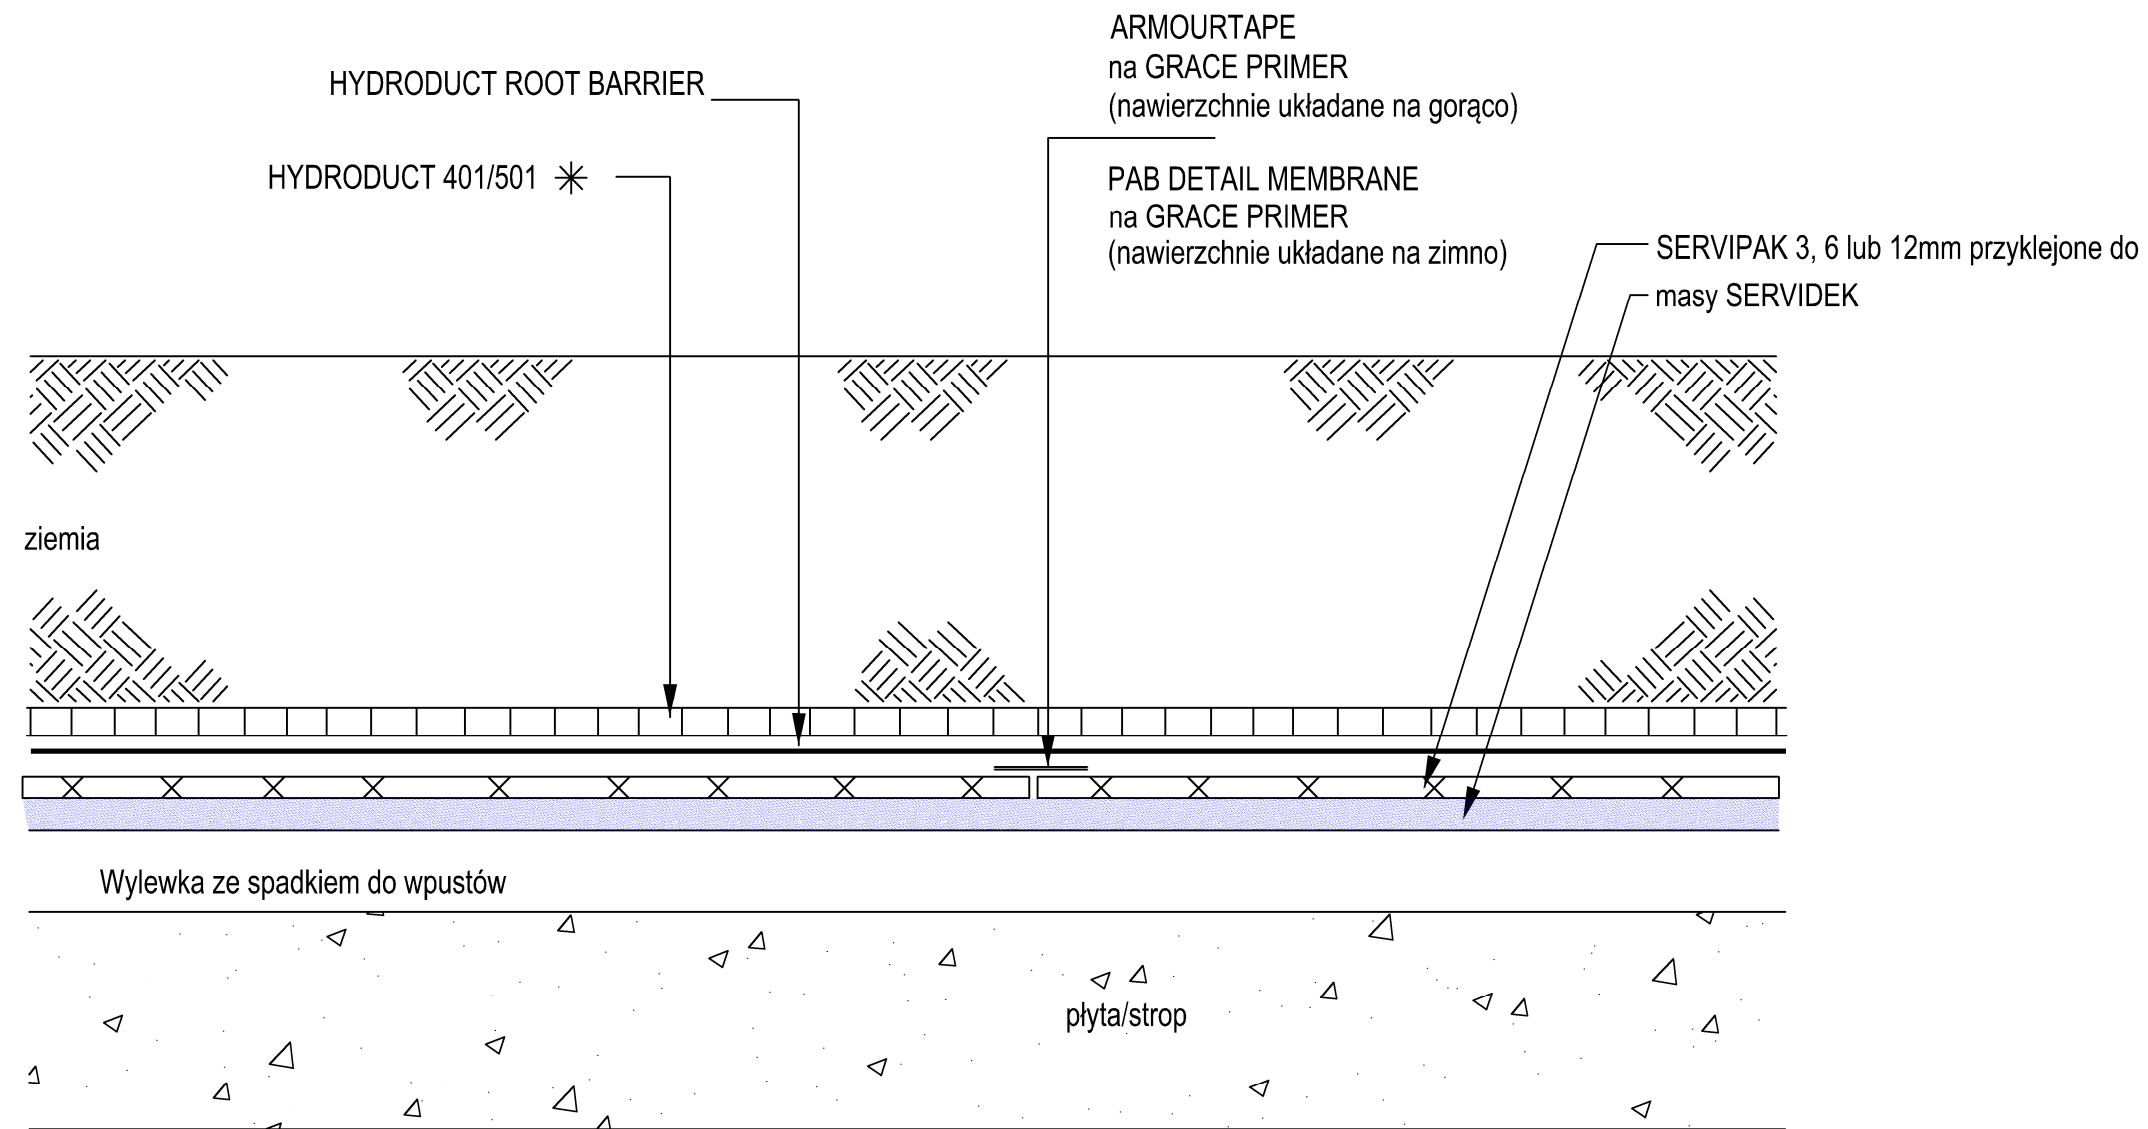 HYDRODUCT ROOT BARRIER
HYDRODUCT 401/501 ✳
ARMOURTAPE
na GRACE PRIMER
(nawierzchnie układane na gorąco)
PAB DETAIL MEMBRANE
na GRACE PRIMER
(nawierzchnie układane na zimno)
SERVIPAK 3, 6 lub 12mm przyklejone do
masy SERVIDEK
ziemia
Wylewka ze spadkiem do wpustów
płyta/strop